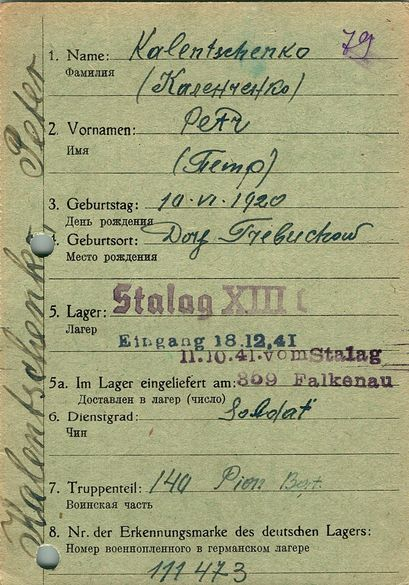 79
1. Name: Kalentschenko
Фамилия
(Каленченко)
2. Vornamen: Petr
Имя
(Петр)
3. Geburtstag: 10.VI.1920
День рождения
4. Geburtsort: Dorf Grebuckow
Место рождения
5. Lager: Stalag XIII C
Лагерь
Eingang 18.12.41
11.10.41.vom Stalag
5a. Im Lager eingeliefert am: 359 Falkenau
Доставлен в лагерь (число)
6. Dienstgrad: Soldat
Чин
7. Truppenteil: 140 Pion
Воинская часть
8. Nr. der Erkennungsmarke des deutschen Lagers:
Номер военнопленного в германском лагере
111473
Kalentschenko Peter